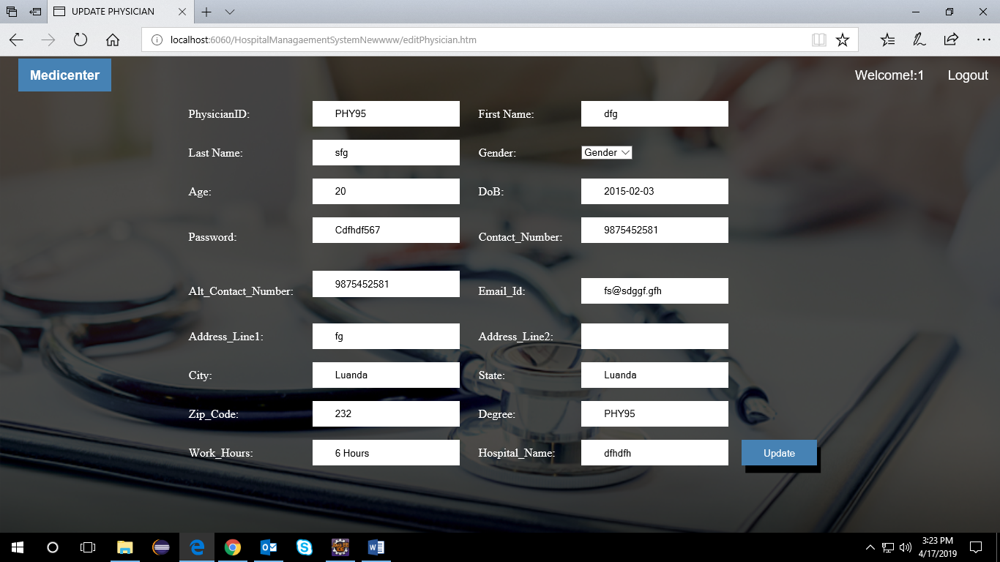 UPDATE PHYSICIAN
localhost:6060/HospitalManagaementSystemNewwww/editPhysician.htm
Medicenter
Welcome!:1 Logout
PhysicianID: PHY95 First Name: dfg
Last Name: sfg Gender: Gender
Age: 20 DoB: 2015-02-03
Password: Cdfhdf567 Contact_Number: 9875452581
Alt_Contact_Number: 9875452581 Email_Id: fs@sdggf.gfh
Address_Line1: fg Address_Line2:
City: Luanda State: Luanda
Zip_Code: 232 Degree: PHY95
Work_Hours: 6 Hours Hospital_Name: dfhdfh Update
3:23 PM
4/17/2019